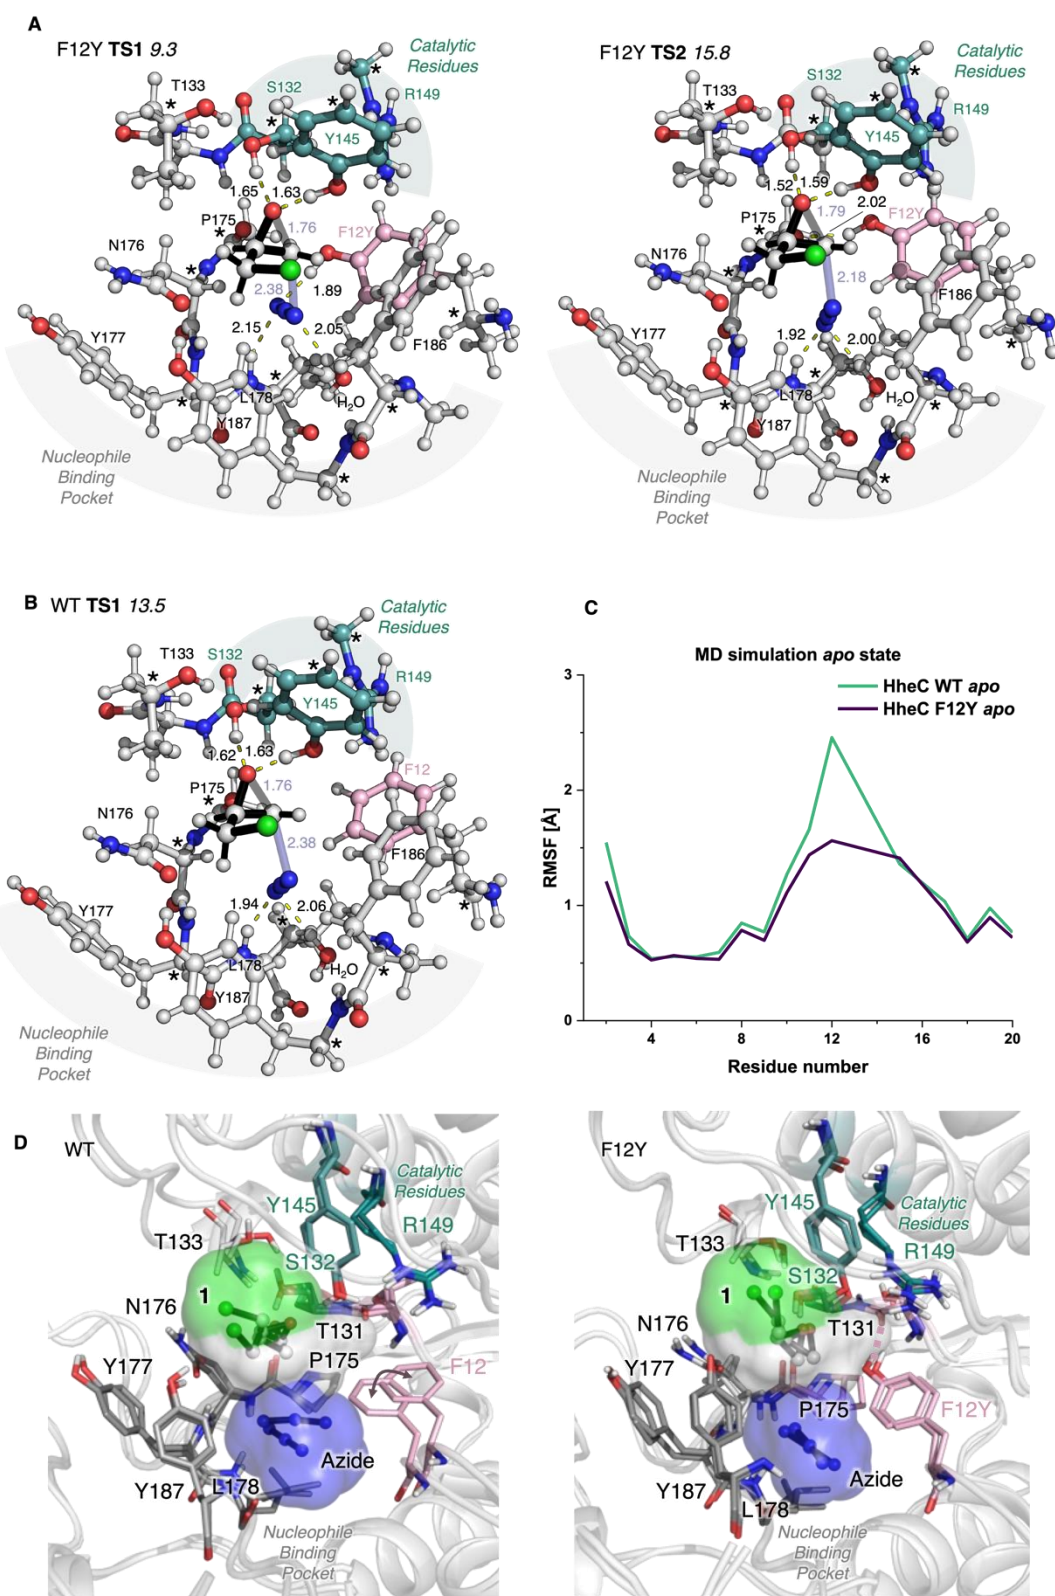 A
F12Y TS1 9.3
Catalytic
Residues
T133
S132
R149
Y145
1.65
1.63
P175
1.76
F12Y
N176
2.38
1.89
2.15
2.05
Y177
F186
L178
H₂O
Y187
Nucleophile
Binding
Pocket
F12Y TS2 15.8
Catalytic
Residues
S132
T133
R149
Y145
1.52
1.59
2.02
P175
1.79
F12Y
N176
2.18
F186
Y177
1.92
2.00
L178
H₂O
Y187
Nucleophile
Binding
Pocket
B
WT TS1 13.5
Catalytic
Residues
T133
S132
R149
Y145
1.62
1.63
F12
P175
1.76
N176
2.38
F186
Y177
1.94
2.06
L178
H₂O
Y187
Nucleophile
Binding
Pocket
C
MD simulation apo state
HheC WT apo
HheC F12Y apo
3
2
1
0
RMSF [Å]
4
8
12
16
20
Residue number
D
WT
Catalytic
Residues
Y145
R149
T133
S132
1
N176
T131
P175
Y177
F12
Azide
Y187
L178
Nucleophile
Binding
Pocket
F12Y
Y145
Catalytic
Residues
T133
R149
S132
1
N176
T131
Y177
P175
F12Y
Azide
Y187
L178
Nucleophile
Binding
Pocket